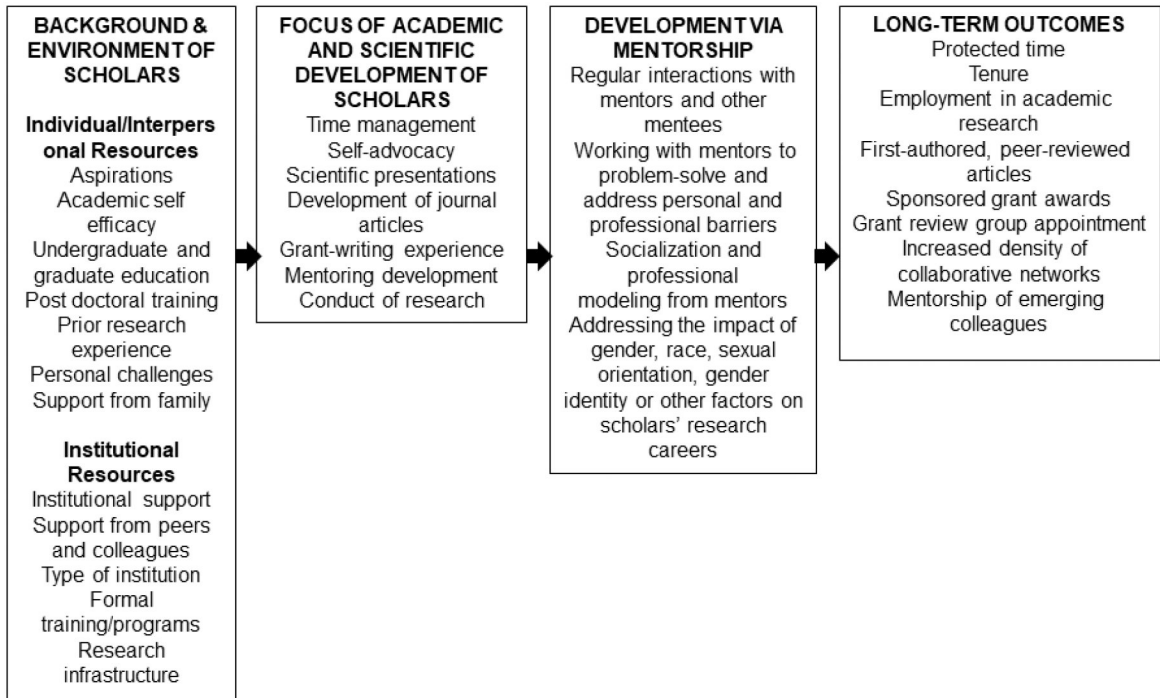 BACKGROUND &
ENVIRONMENT OF
SCHOLARS
Individual/Interpers
onal Resources
Aspirations
Academic self
efficacy
Undergraduate and
graduate education
Post doctoral training
Prior research
experience
Personal challenges
Support from family
Institutional
Resources
Institutional support
Support from peers
and colleagues
Type of institution
Formal
training/programs
Research
infrastructure
FOCUS OF ACADEMIC
AND SCIENTIFIC
DEVELOPMENT OF
SCHOLARS
Time management
Self-advocacy
Scientific presentations
Development of journal
articles
Grant-writing experience
Mentoring development
Conduct of research
DEVELOPMENT VIA
MENTORSHIP
Regular interactions with
mentors and other
mentees
Working with mentors to
problem-solve and
address personal and
professional barriers
Socialization and
professional
modeling from mentors
Addressing the impact of
gender, race, sexual
orientation, gender
identity or other factors on
scholars’ research
careers
LONG-TERM OUTCOMES
Protected time
Tenure
Employment in academic
research
First-authored, peer-reviewed
articles
Sponsored grant awards
Grant review group appointment
Increased density of
collaborative networks
Mentorship of emerging
colleagues